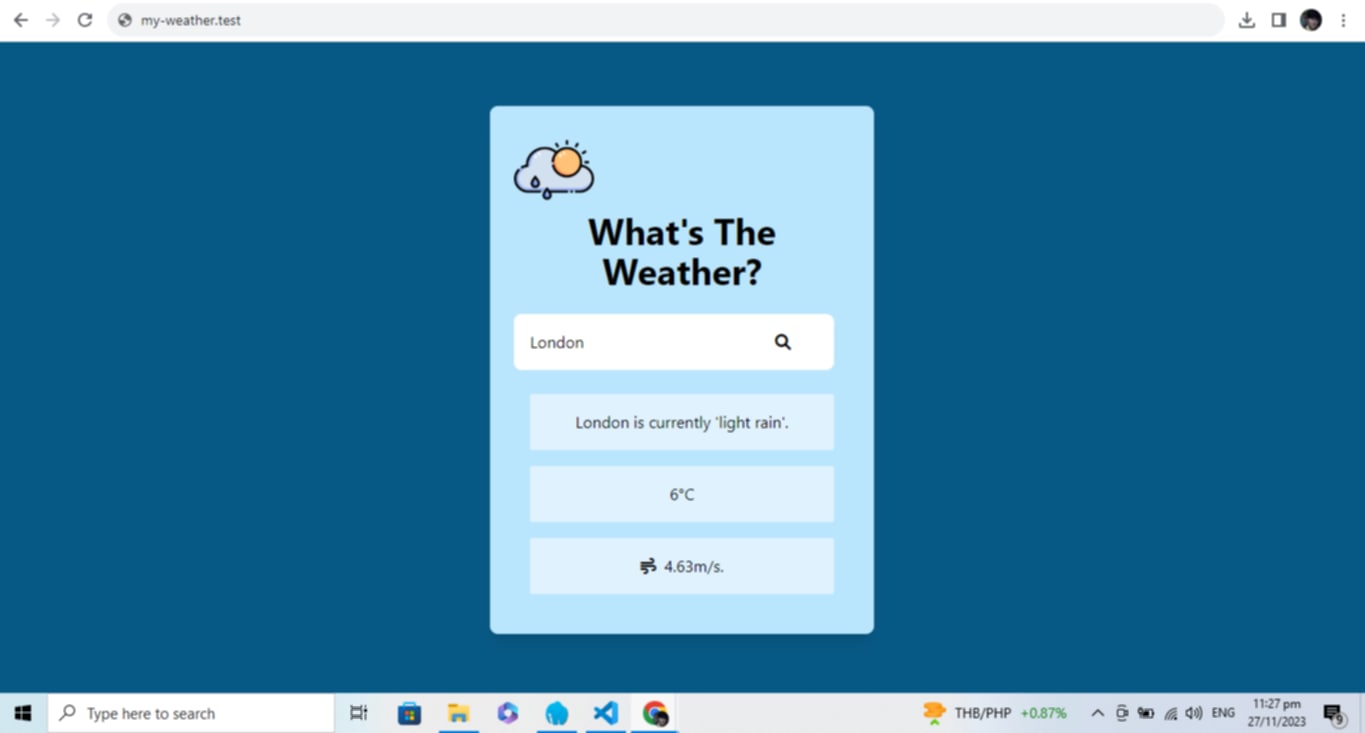 my-weather.test
What's The
Weather?
London
London is currently 'light rain'.
6°C
4.63m/s.
Type here to search
THB/PHP +0.87%
ENG
11:27 pm
27/11/2023
9